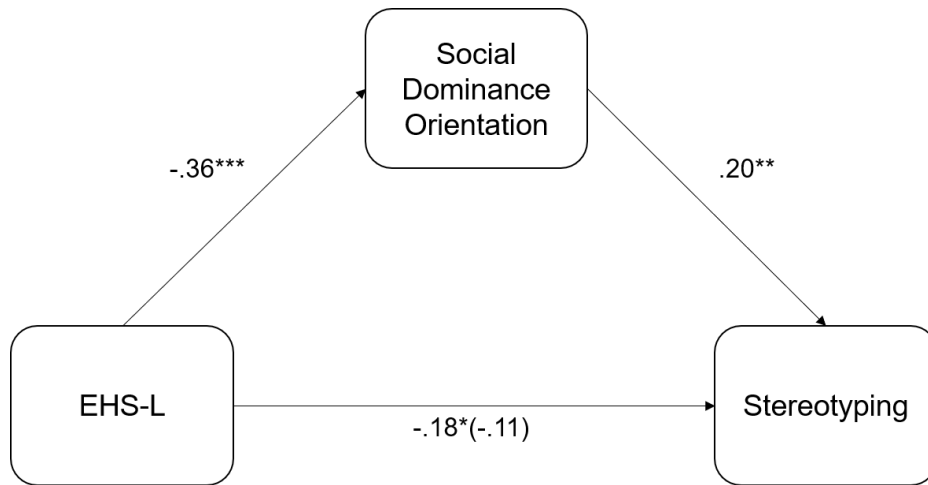 Social
Dominance
Orientation
-.36***
.20**
EHS-L
Stereotyping
-.18*(-.11)